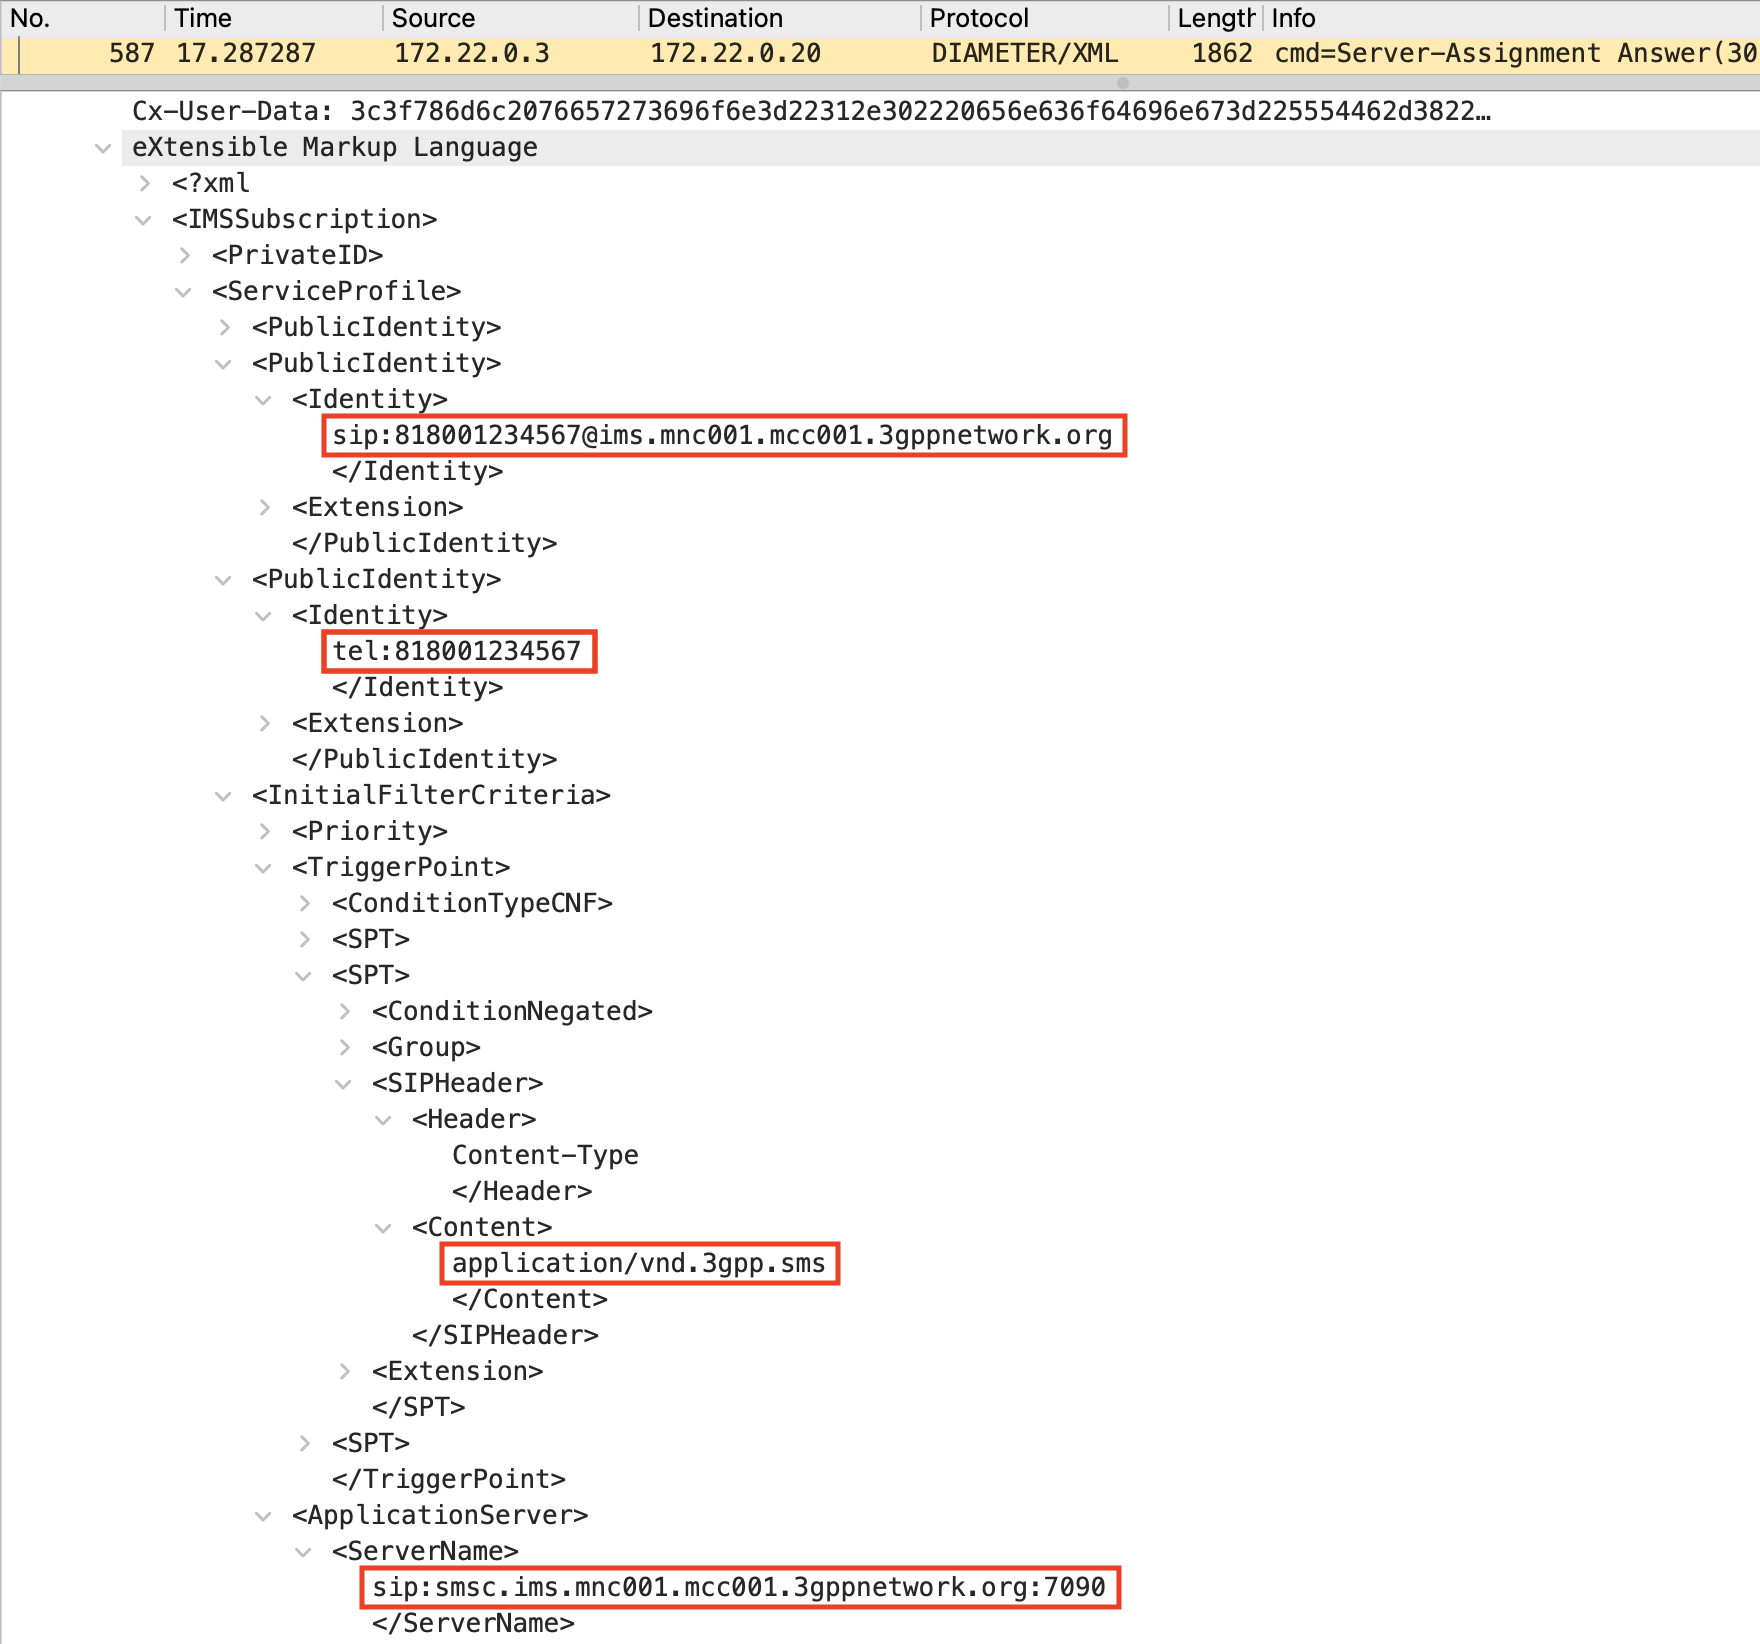 No. Time Source Destination Protocol Length Info
587 17.287287 172.22.0.3 172.22.0.20 DIAMETER/XML 1862 cmd=Server-Assignment Answer(30
Cx-User-Data: 3c3f786d6c2076657273696f6e3d22312e302220656e636f64696e673d225554462d3822…
eXtensible Markup Language
<?xml
<IMSSubscription>
<PrivateID>
<ServiceProfile>
<PublicIdentity>
<PublicIdentity>
<Identity>
sip:818001234567@ims.mnc001.mcc001.3gppnetwork.org
</Identity>
<Extension>
</PublicIdentity>
<PublicIdentity>
<Identity>
tel:818001234567
</Identity>
<Extension>
</PublicIdentity>
<InitialFilterCriteria>
<Priority>
<TriggerPoint>
<ConditionTypeCNF>
<SPT>
<SPT>
<ConditionNegated>
<Group>
<SIPHeader>
<Header>
Content-Type
</Header>
<Content>
application/vnd.3gpp.sms
</Content>
</SIPHeader>
<Extension>
</SPT>
<SPT>
</TriggerPoint>
<ApplicationServer>
<ServerName>
sip:smsc.ims.mnc001.mcc001.3gppnetwork.org:7090
</ServerName>